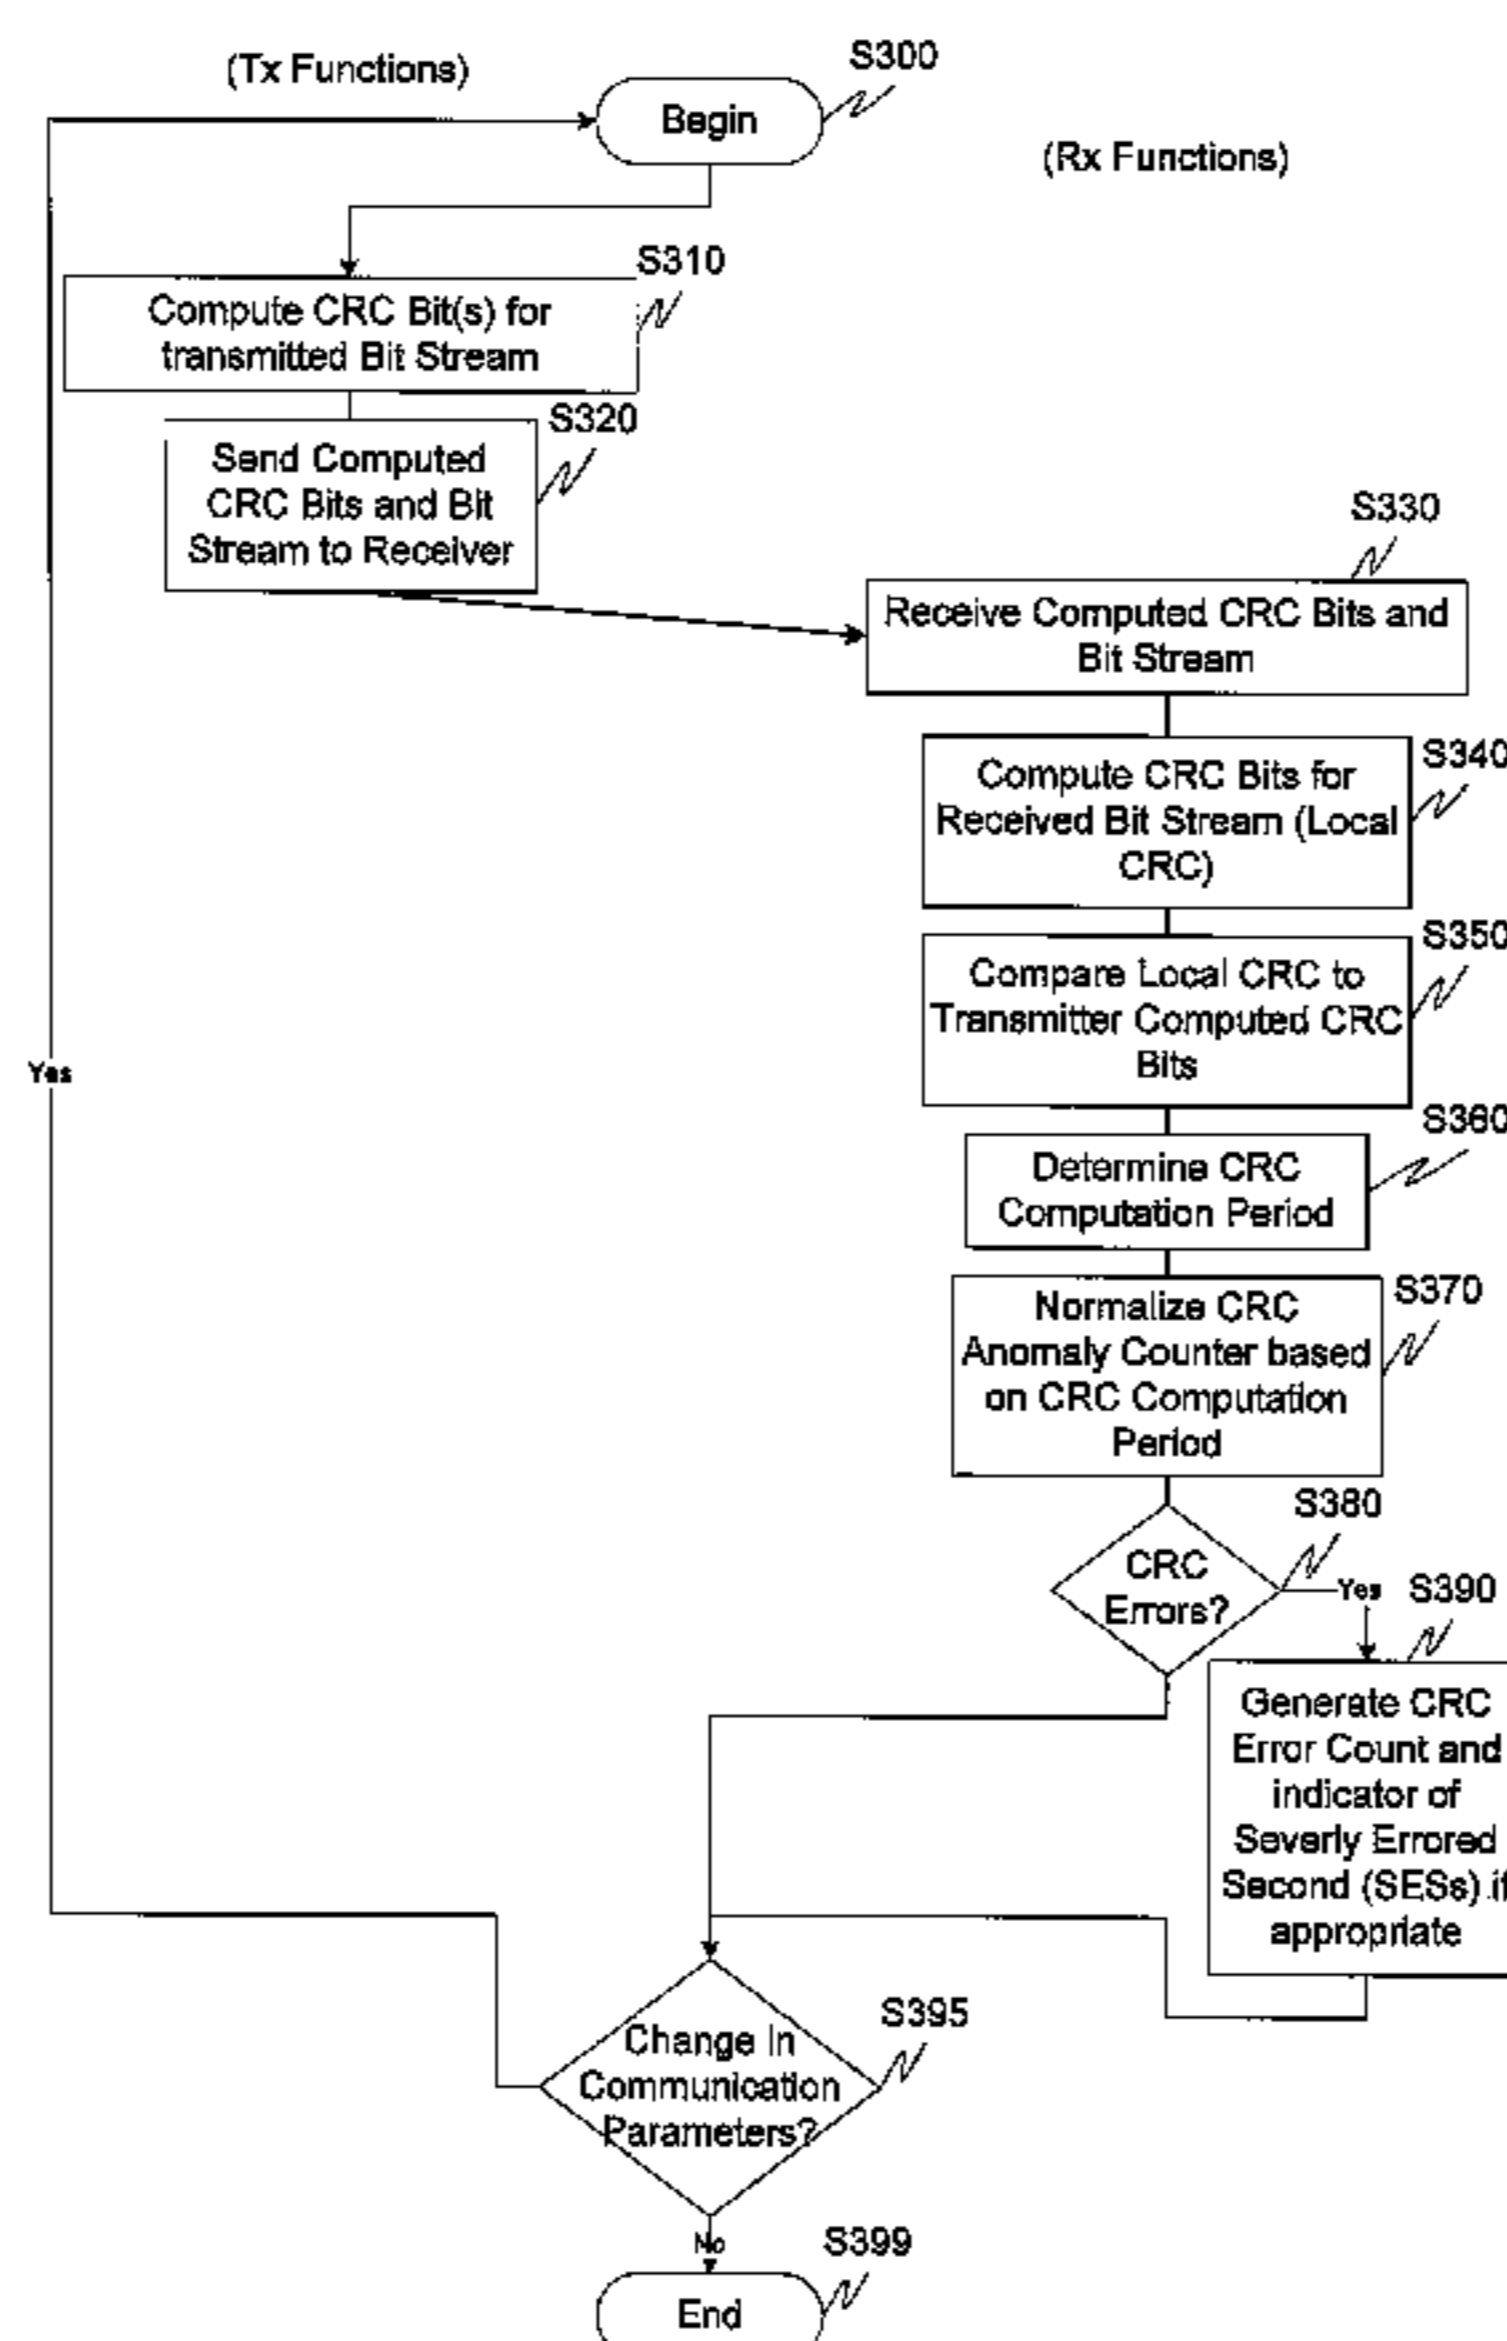 (Tx Functions)
S300
Begin
(Rx Functions)
S310
Compute CRC Bit(s) for
transmitted Bit Stream
S320
Send Computed
CRC Bits and Bit
Stream to Receiver
S330
Receive Computed CRC Bits and
Bit Stream
S340
Compute CRC Bits for
Received Bit Stream (Local
CRC)
S350
Compare Local CRC to
Transmitter Computed CRC
Bits
Yes
S360
Determine CRC
Computation Period
S370
Normalize CRC
Anomaly Counter based
on CRC Computation
Period
S380
CRC
Errors?
Yes
S390
Generate CRC
Error Count and
indicator of
Severly Errored
Second (SESs) if
appropriate
S395
Change In
Communication
Parameters?
No
S399
End